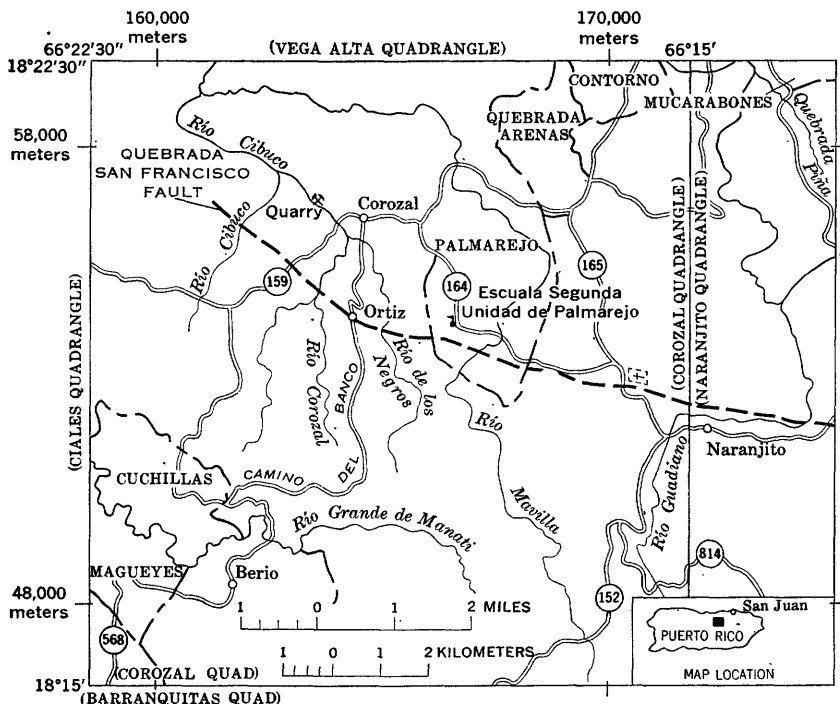 160,000
meters
170,000
meters
66°22'30"
(VEGA ALTA QUADRANGLE)
66°15'
18°22'30"
CONTORNO
MUCARABONES
QUEBRADA
ARENAS
Quebrada
Piña
58,000
meters
Río
Cibuco
QUEBRADA
SAN FRANCISCO
FAULT
Quarry
Corozal
Río Cibuco
PALMAREJO
159
164
165
Escuala Segunda
Unidad de Palmarejo
(COROZAL QUADRANGLE)
(NARANJITO QUADRANGLE)
(CIALES QUADRANGLE)
Ortiz
Río
Corozal
Río de los
Negros
CAMINO DEL BANCO
Río
Mavilla
Naranjito
Río Guadiano
CUCHILLAS
Río Grande de Manati
MAGUEYES
Berio
814
152
48,000
meters
568
1 0 1 2 MILES
1 0 1 2 KILOMETERS
San Juan
PUERTO RICO
MAP LOCATION
(COROZAL QUAD)
18°15'
(BARRANQUITAS QUAD)